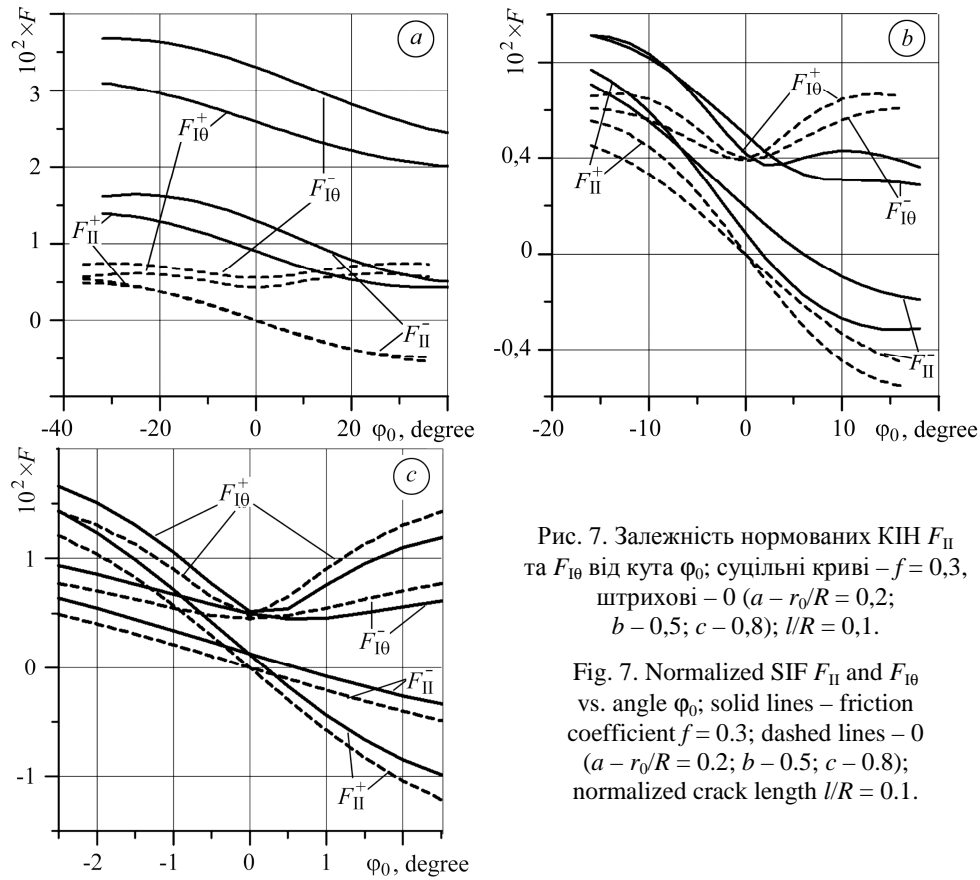 10²×F
3
2
1
0
-40
-20
0
20
φ₀, degree
a
F⁺Iθ
F⁻Iθ
F⁺II
F⁻II
10²×F
0,4
0
-0,4
-20
-10
0
10
φ₀, degree
b
F⁺Iθ
F⁺II
F⁻Iθ
F⁻II
10²×F
1
0
-1
-2
-1
0
1
φ₀, degree
c
F⁺Iθ
F⁻Iθ
F⁻II
F⁺II
Рис. 7. Залежність нормованих КІН FII
та FIθ від кута φ₀; суцільні криві – f = 0,3,
штрихові – 0 (a – r₀/R = 0,2;
b – 0,5; c – 0,8); l/R = 0,1.
Fig. 7. Normalized SIF FII and FIθ
vs. angle φ₀; solid lines – friction
coefficient f = 0.3; dashed lines – 0
(a – r₀/R = 0.2; b – 0.5; c – 0.8);
normalized crack length l/R = 0.1.